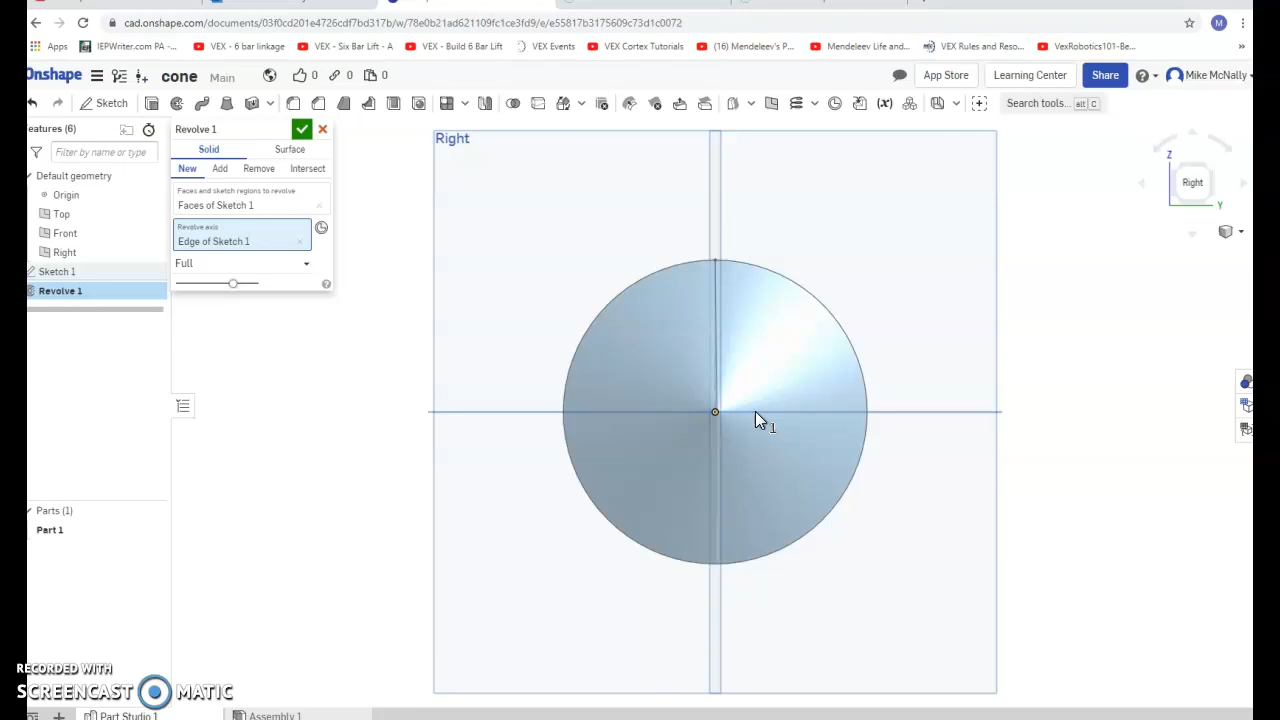 cad.onshape.com/documents/03f0cd201e4726cdf7bd317b/w/78e0b21ad621109fc1ce3fd9/e/e55817b3175609c73d1c0072 M
Apps IEPWriter.com PA -... VEX - 6 bar linkage VEX - Six Bar Lift - A VEX - Build 6 Bar Lift VEX Events VEX Cortex Tutorials (16) Mendeleev's P... Mendeleev Life and... VEX Rules and Reso... VexRobotics101-Be... »
Onshape cone Main 0 0 0 App Store Learning Center Share Mike McNally
Sketch (x) Search tools... alt C
Features (6)
Filter by name or type
Default geometry
Origin
Top
Front
Right
Sketch 1
Revolve 1
Revolve 1
Solid Surface
New Add Remove Intersect
Faces and sketch regions to revolve
Faces of Sketch 1
Revolve axis
Edge of Sketch 1
Full
Right
1
Z
Right
Y
Parts (1)
Part 1
RECORDED WITH
SCREENCAST MATIC
Part Studio 1 Assembly 1